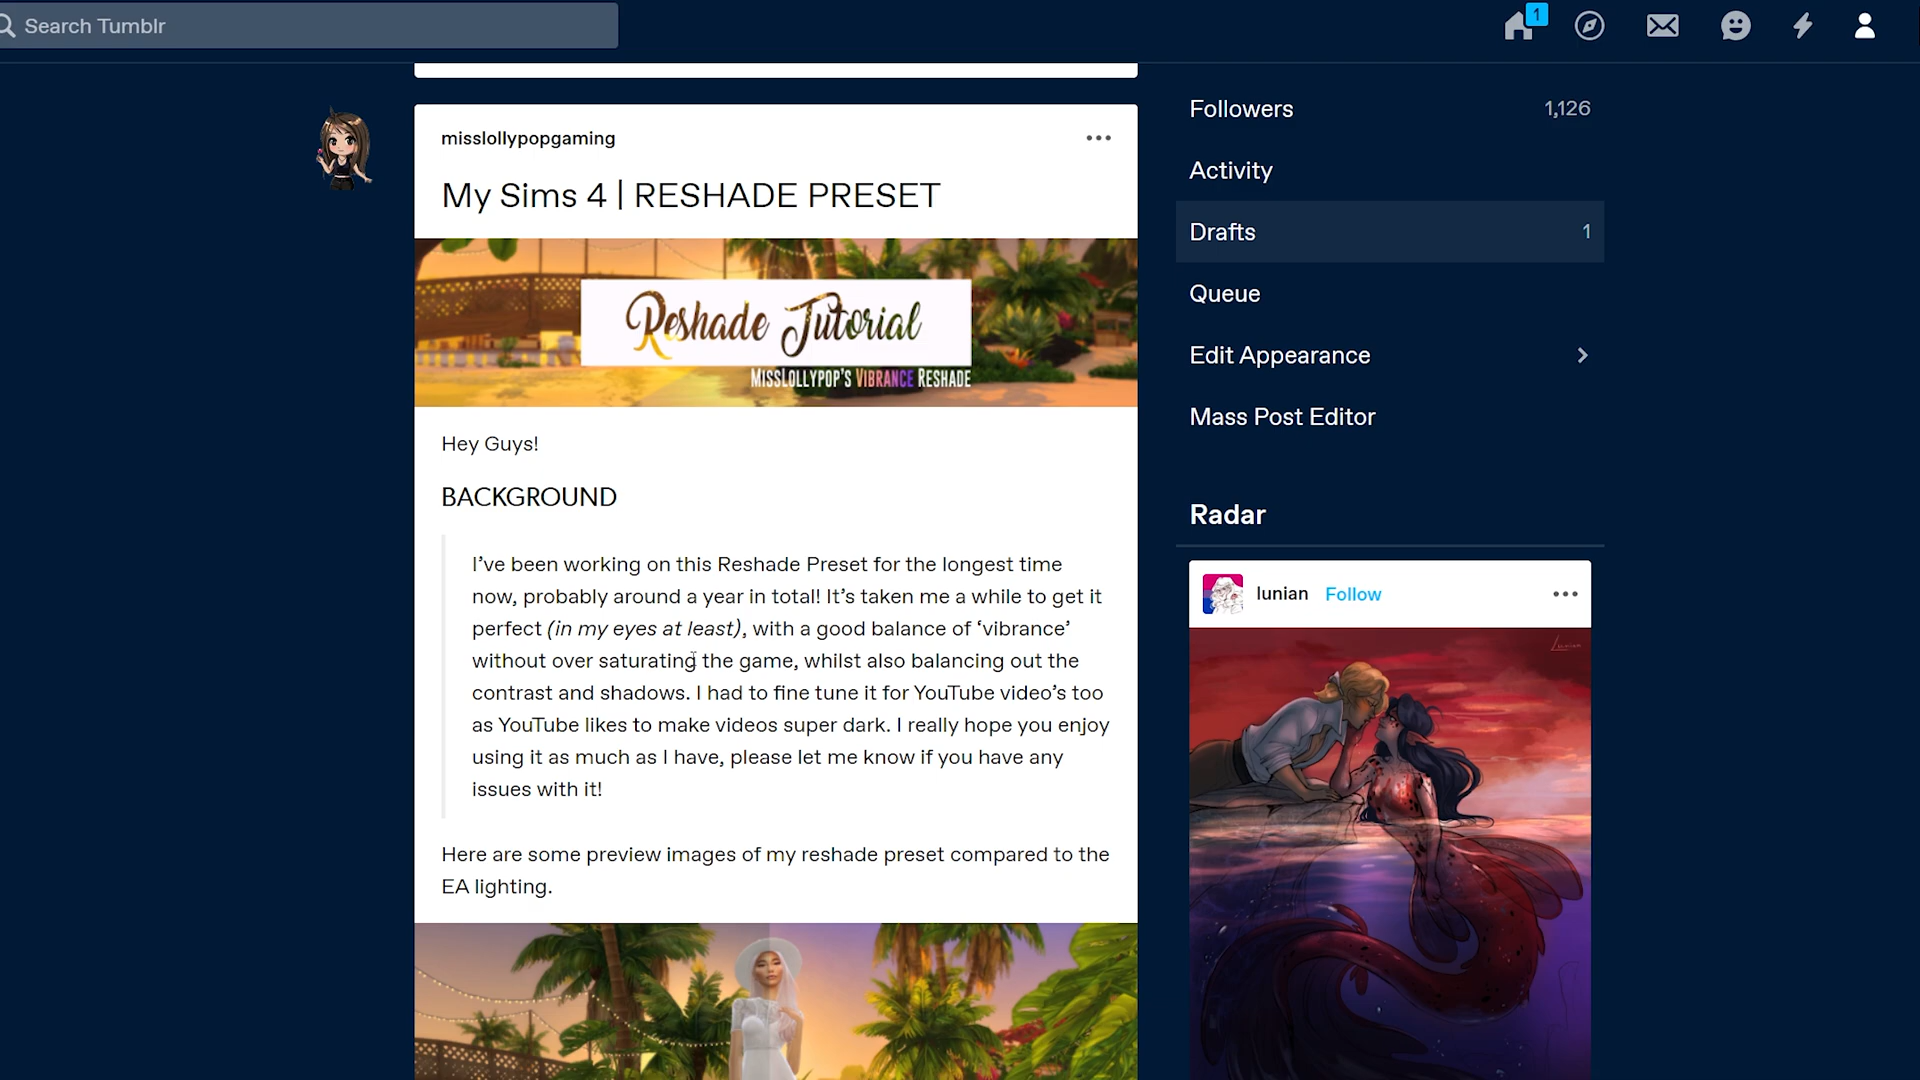 Search Tumblr
1
misslollypopgaming
My Sims 4 | RESHADE PRESET
Reshade Tutorial
MISSLOLLYPOP'S VIBRANCE RESHADE
Hey Guys!
BACKGROUND
I've been working on this Reshade Preset for the longest time
now, probably around a year in total! It's taken me a while to get it
perfect (in my eyes at least), with a good balance of ‘vibrance’
without over saturating the game, whilst also balancing out the
contrast and shadows. I had to fine tune it for YouTube video's too
as YouTube likes to make videos super dark. I really hope you enjoy
using it as much as I have, please let me know if you have any
issues with it!
Here are some preview images of my reshade preset compared to the
EA lighting.
Followers 1,126
Activity
Drafts 1
Queue
Edit Appearance
Mass Post Editor
Radar
lunian Follow
Lunian